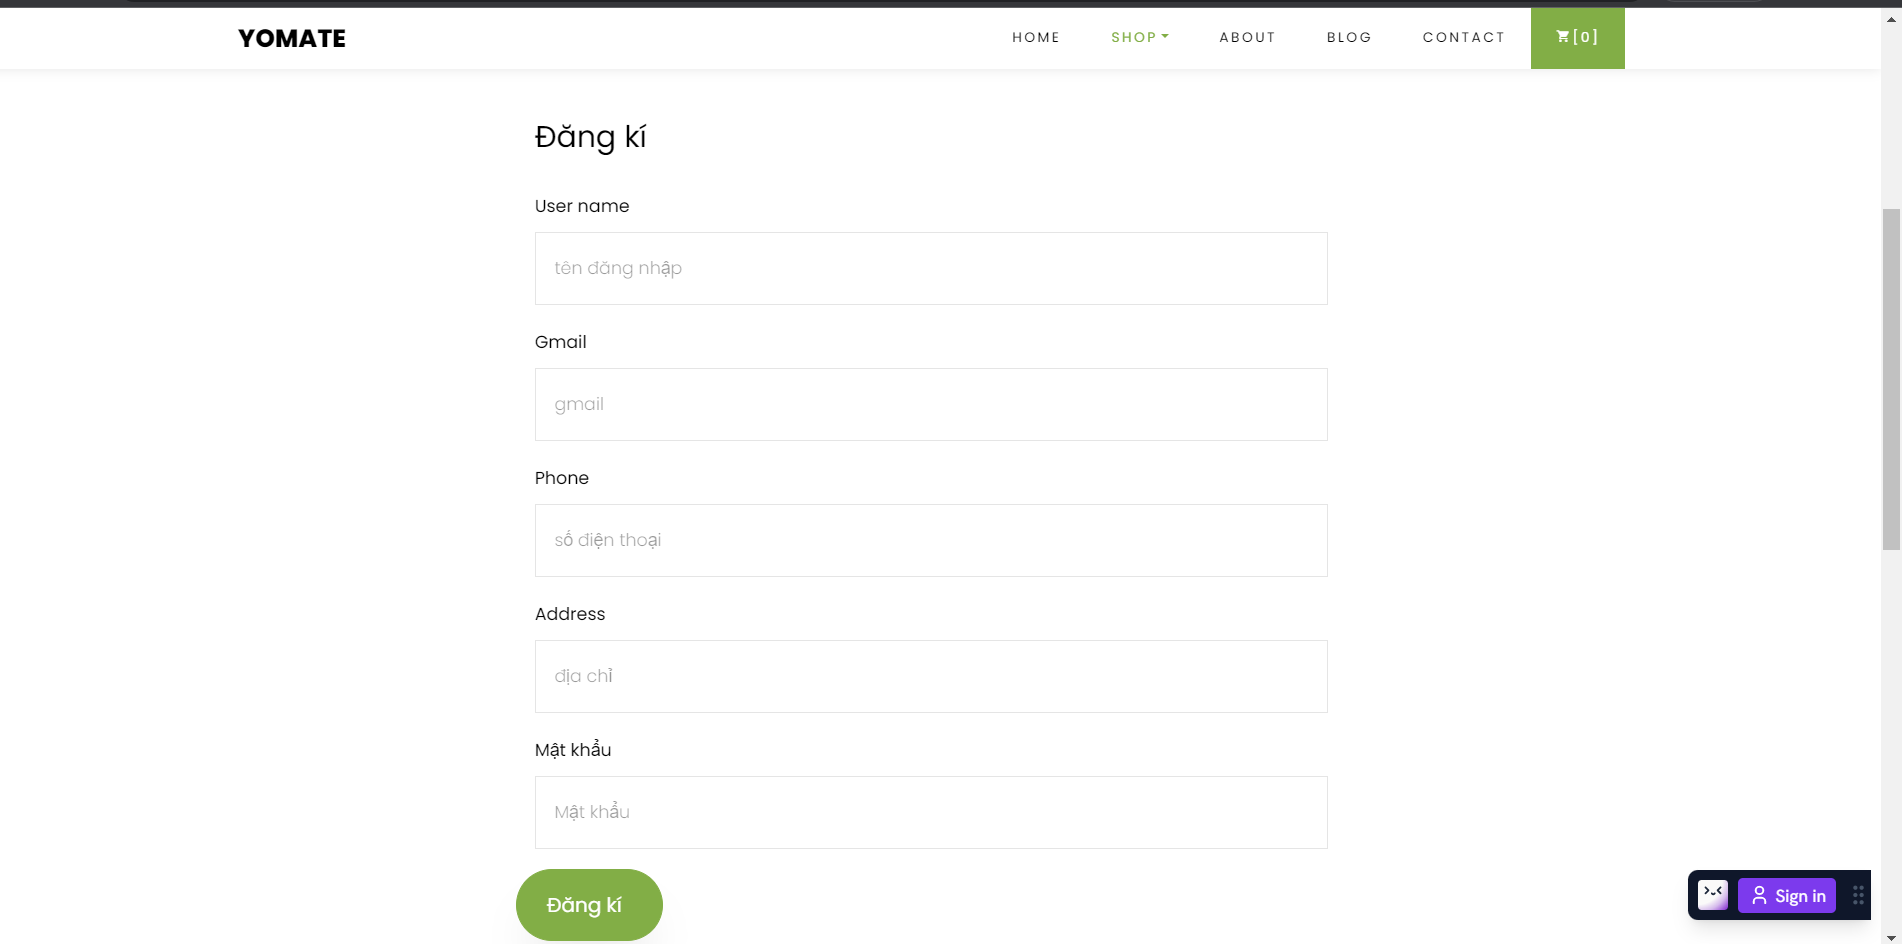 YOMATE
HOME SHOP ABOUT BLOG CONTACT [0]
Đăng kí
User name
tên đăng nhập
Gmail
gmail
Phone
số điện thoại
Address
địa chỉ
Mật khẩu
Mật khẩu
Đăng kí
Sign in